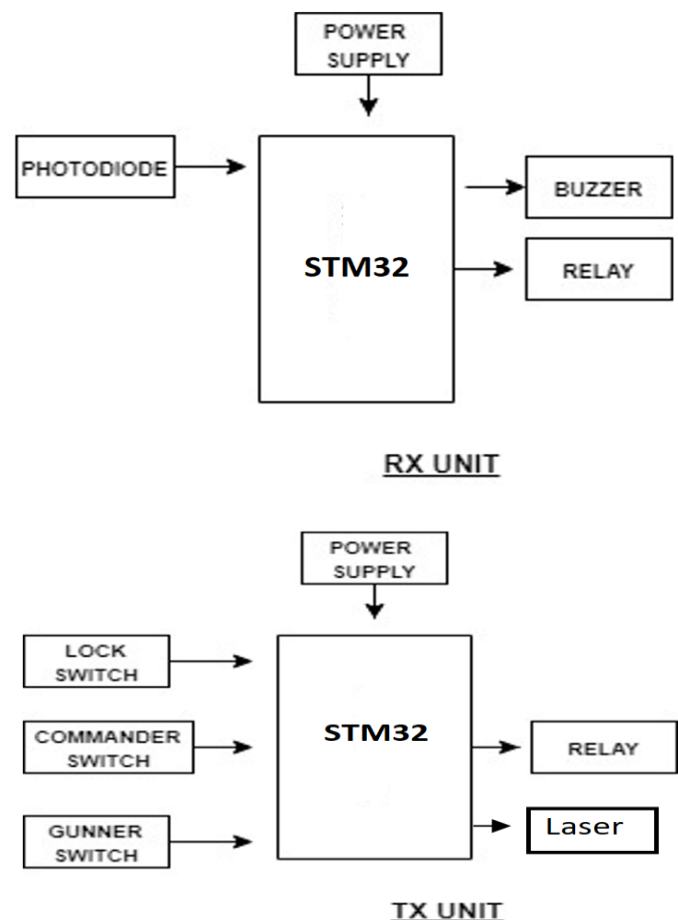 POWER
SUPPLY
PHOTODIODE
BUZZER
STM32
RELAY
RX UNIT
POWER
SUPPLY
LOCK
SWITCH
COMMANDER
SWITCH
STM32
RELAY
GUNNER
SWITCH
Laser
TX UNIT